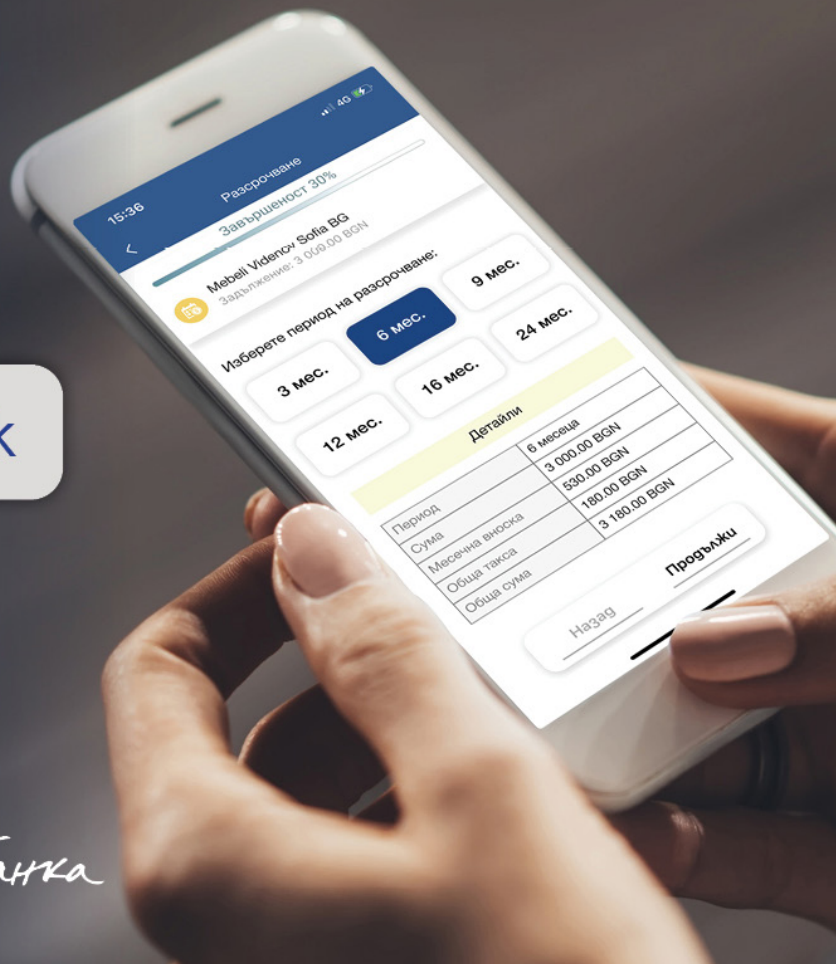 15:36
4G
Разсрочване
Завършеност 30%
Mebeli Videnov Sofia BG
Задължение: 3 000.00 BGN
Изберете период на разсрочване:
3 мес.
6 мес.
9 мес.
12 мес.
16 мес.
24 мес.
Детайли
Период 6 месеца
Сума 3 000.00 BGN
Месечна вноска 530.00 BGN
Обща такса 180.00 BGN
Обща сума 3 180.00 BGN
Назад Продължи